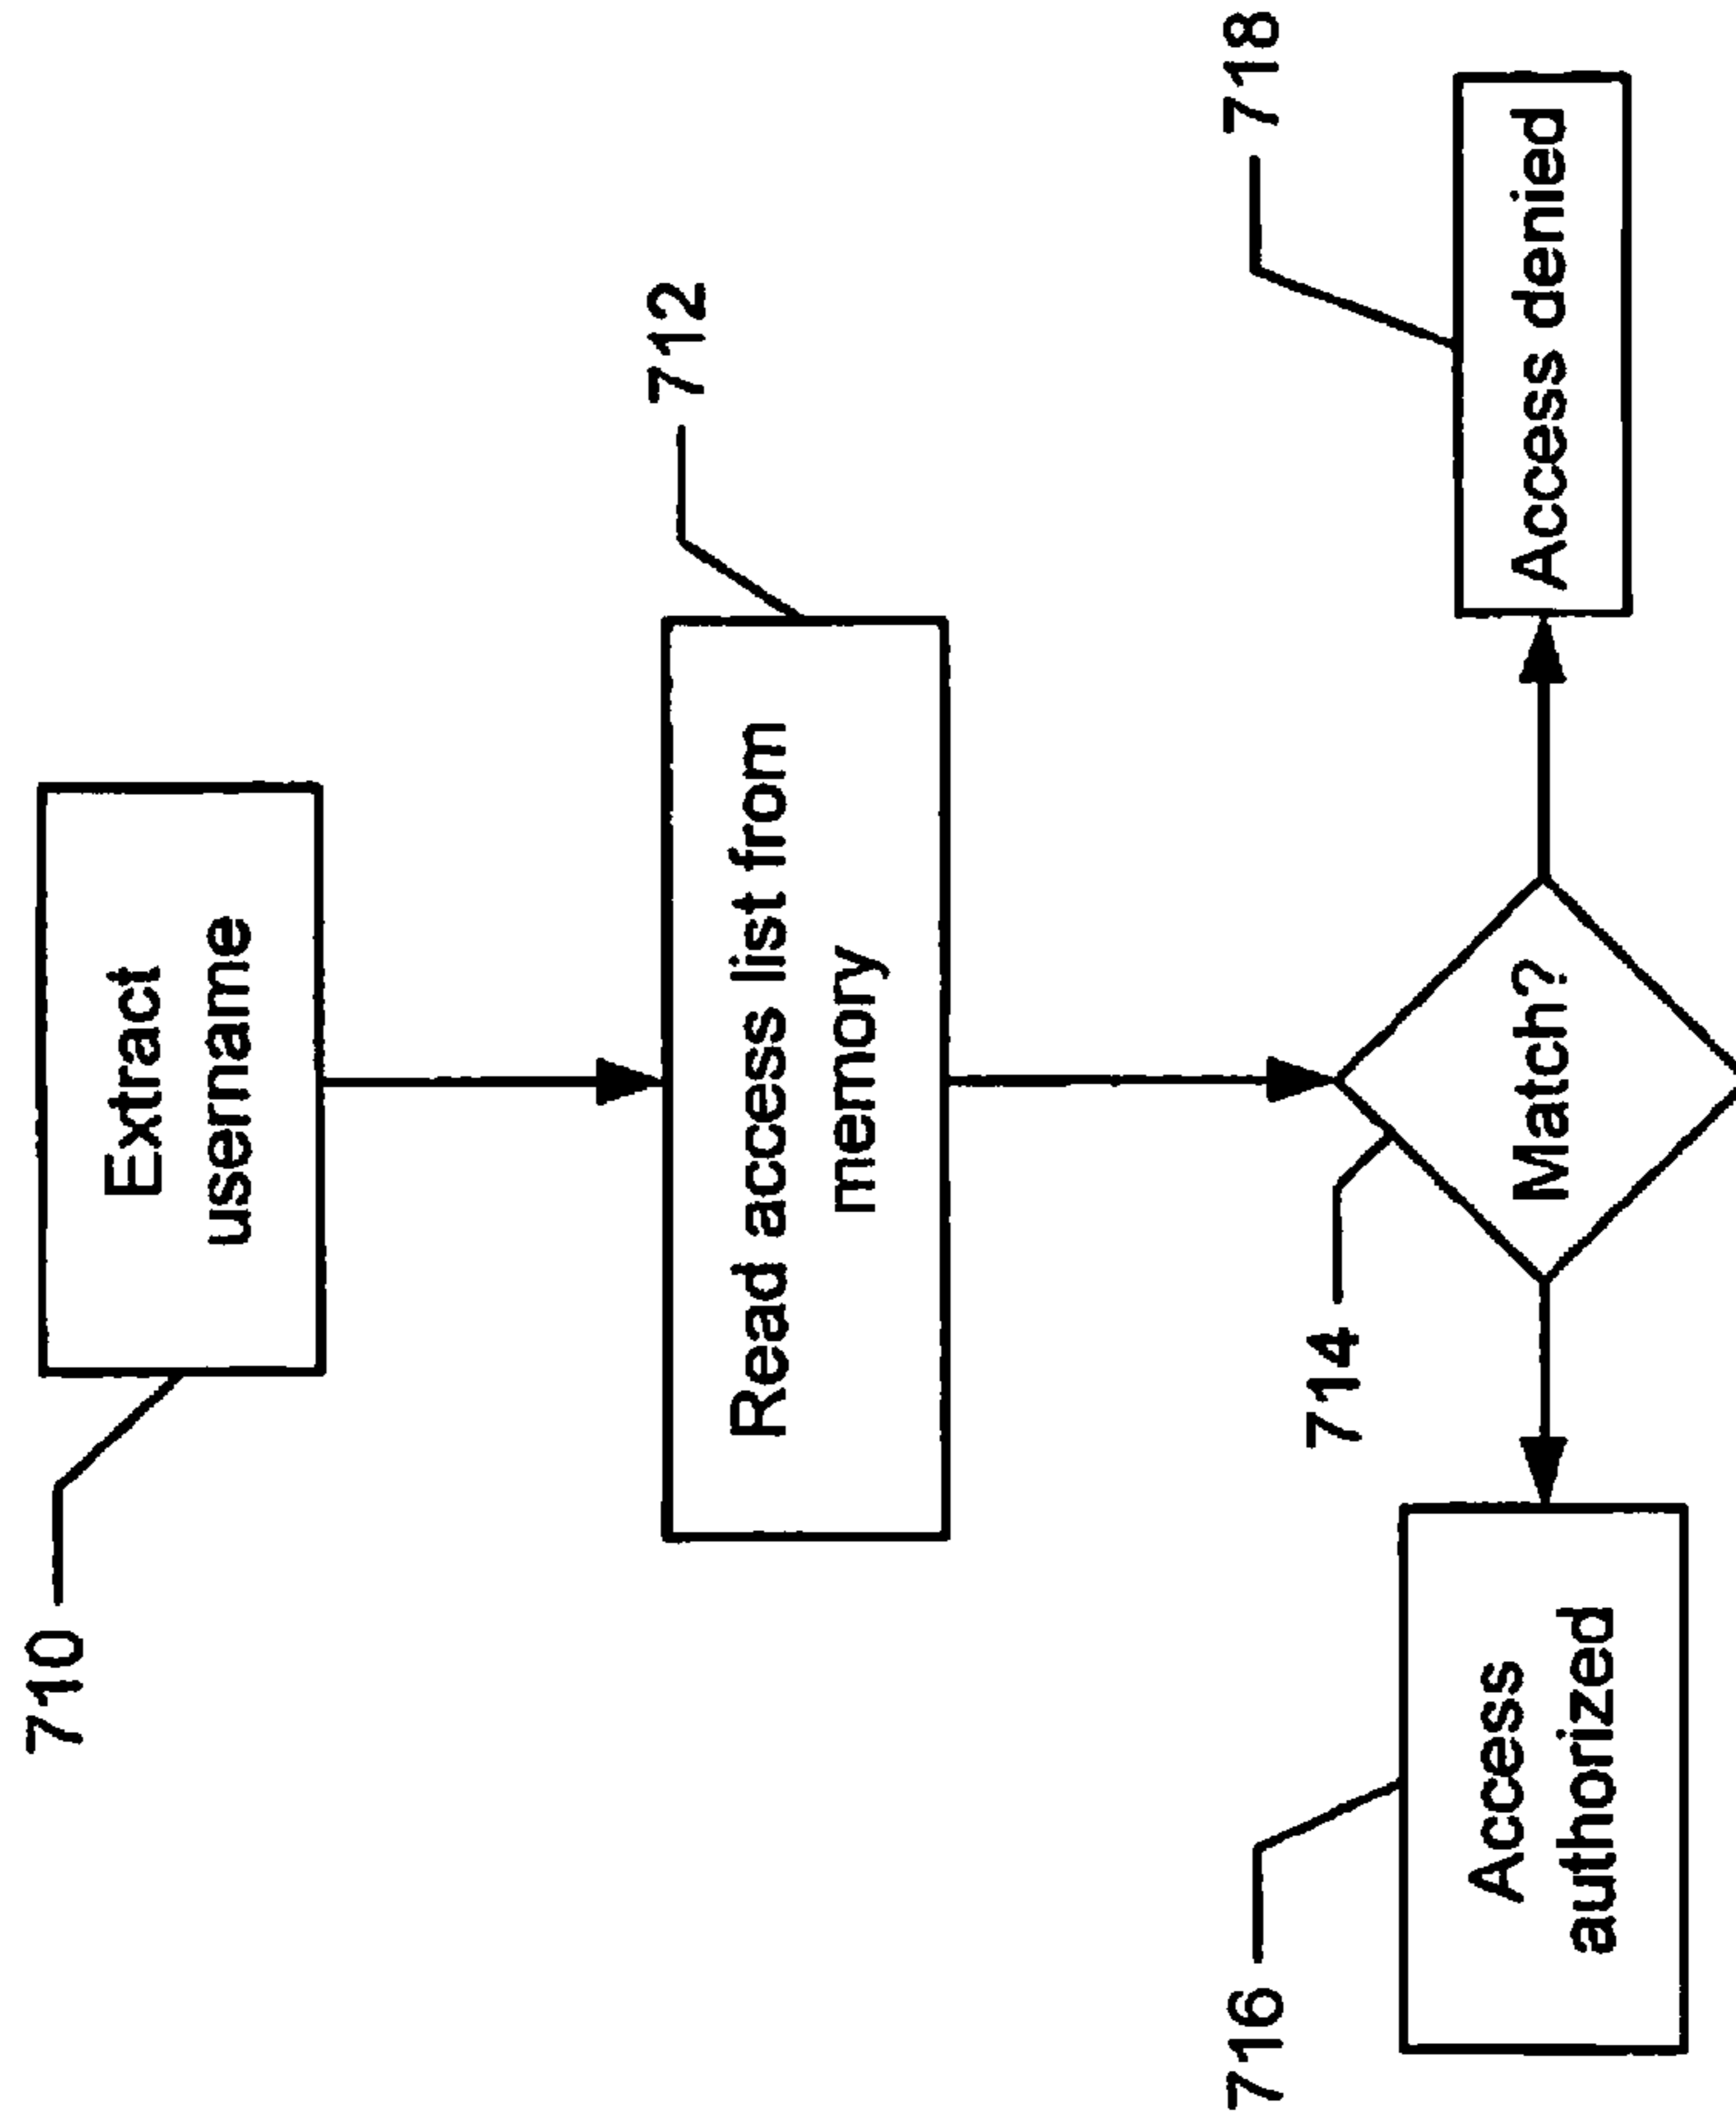 710
Extract
username
712
Read access list from
memory
714
Match?
716
Access
authorized
718
Access denied